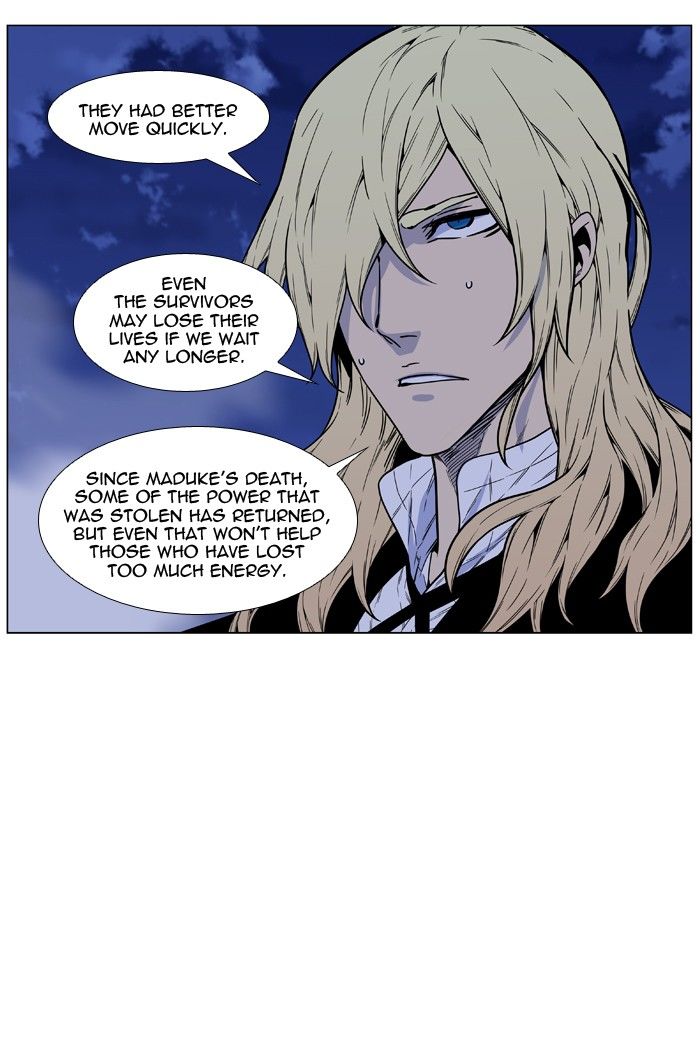 THEY HAD BETTER
MOVE QUICKLY.
EVEN
THE SURVIVORS
MAY LOSE THEIR
LIVES IF WE WAIT
ANY LONGER.
SINCE MADUKE'S DEATH,
SOME OF THE POWER THAT
WAS STOLEN HAS RETURNED,
BUT EVEN THAT WON'T HELP
THOSE WHO HAVE LOST
TOO MUCH ENERGY.